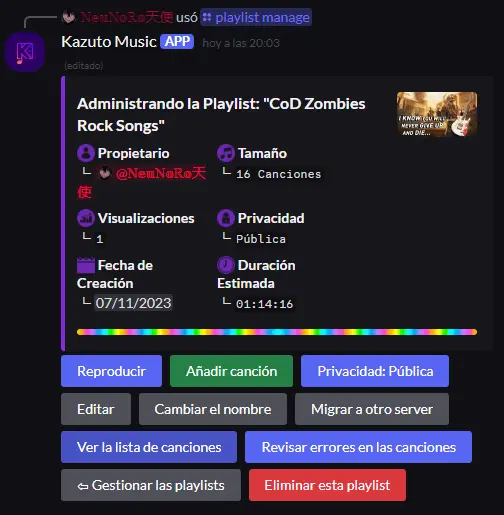 NeuNoRo天使 usó playlist manage
Kazuto Music APP hoy a las 20:03
(editado)
Administrando la Playlist: "CoD Zombies
Rock Songs"
I KNOW YOU WILL
NEVER GIVE UP
AND DIE...
Propietario
@NeuNoRo天
使
Tamaño
16 Canciones
Visualizaciones
1
Privacidad
Pública
Fecha de
Creación
07/11/2023
Duración
Estimada
01:14:16
Reproducir
Añadir canción
Privacidad: Pública
Editar
Cambiar el nombre
Migrar a otro server
Ver la lista de canciones
Revisar errores en las canciones
⇦ Gestionar las playlists
Eliminar esta playlist